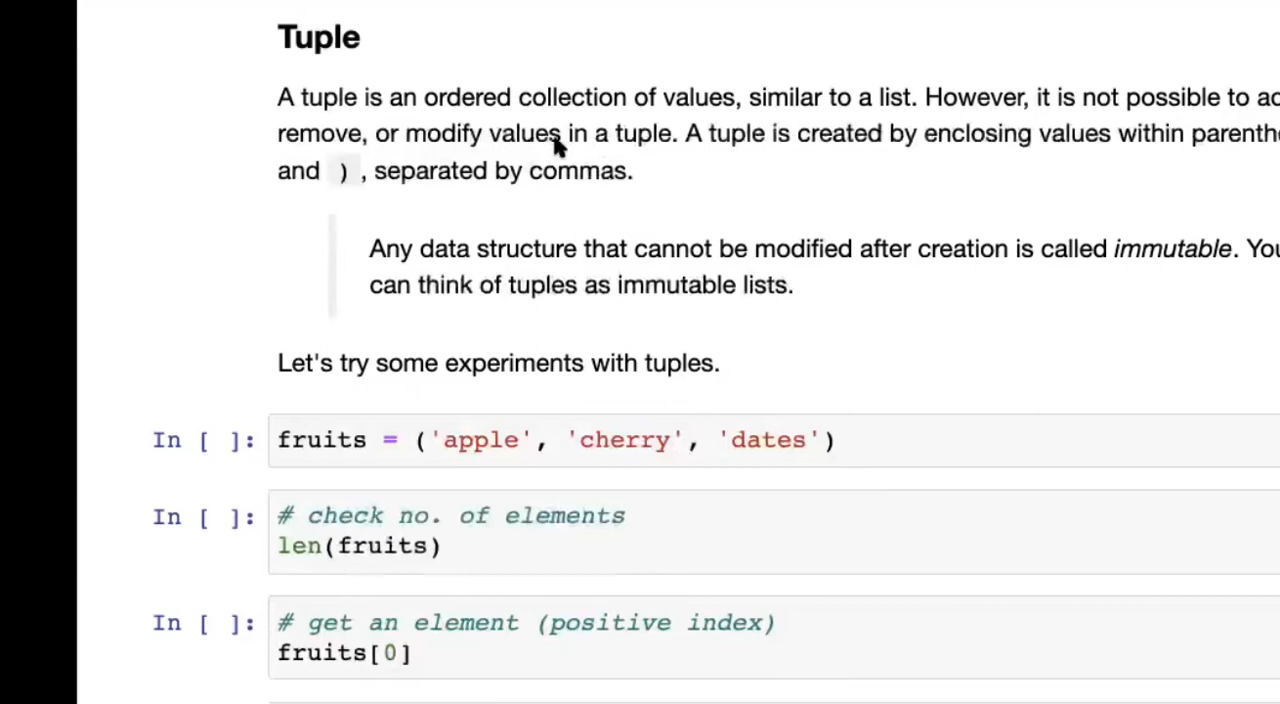 Tuple
A tuple is an ordered collection of values, similar to a list. However, it is not possible to
remove, or modify values in a tuple. A tuple is created by enclosing values within
and ) , separated by commas.
Any data structure that cannot be modified after creation is called immutable. You
can think of tuples as immutable lists.
Let's try some experiments with tuples.
In [ ]: fruits = ('apple', 'cherry', 'dates')
In [ ]: # check no. of elements
len(fruits)
In [ ]: # get an element (positive index)
fruits[0]